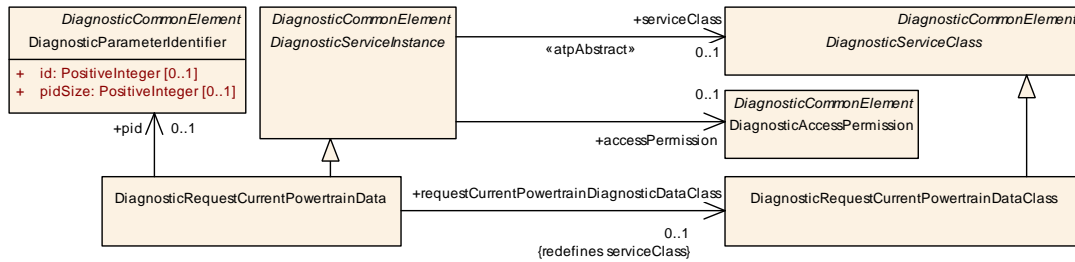 DiagnosticCommonElement
DiagnosticParameterIdentifier
+ id: PositiveInteger [0..1]
+ pidSize: PositiveInteger [0..1]
DiagnosticCommonElement
DiagnosticServiceInstance
+serviceClass
«atpAbstract»
0..1
DiagnosticCommonElement
DiagnosticServiceClass
0..1
+accessPermission
DiagnosticCommonElement
DiagnosticAccessPermission
+pid
0..1
DiagnosticRequestCurrentPowertrainData
+requestCurrentPowertrainDiagnosticDataClass
0..1
{redefines serviceClass}
DiagnosticRequestCurrentPowertrainDataClass